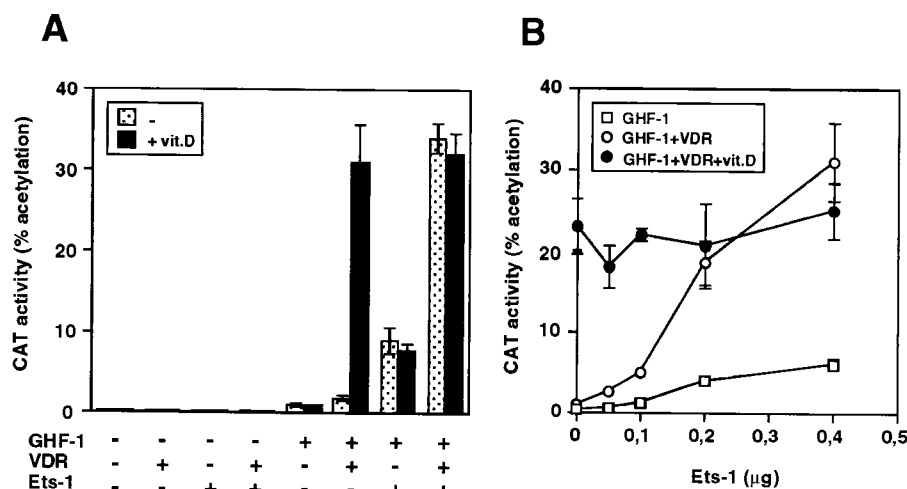 A
CAT activity (% acetylation)
40
30
20
10
0
-
+ vit.D
GHF-1 - - - - + + + +
VDR - + - + - + - +
Ets-1 - - + + - - + +
B
CAT activity (% acetylation)
40
30
20
10
0
GHF-1
GHF-1+VDR
GHF-1+VDR+vit.D
0 0,1 0,2 0,3 0,4 0,5
Ets-1 (μg)